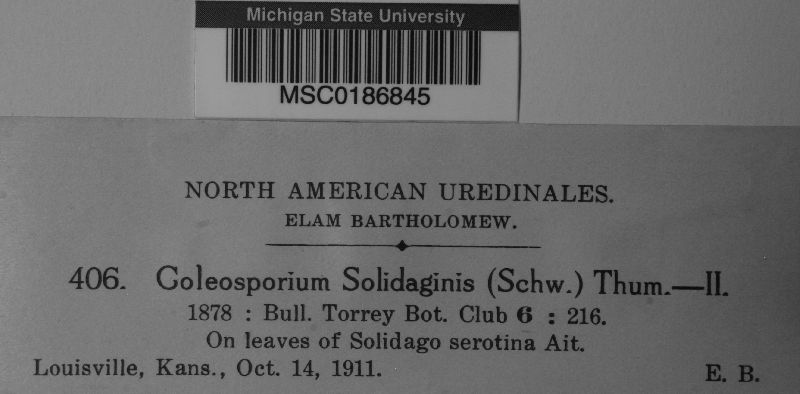 Michigan State University
MSC0186845
NORTH AMERICAN UREDINALES.
ELAM BARTHOLOMEW.
406. Coleosporium Solidaginis (Schw.) Thum.—II.
1878 : Bull. Torrey Bot. Club 6 : 216.
On leaves of Solidago serotina Ait.
Louisville, Kans., Oct. 14, 1911. E. B.